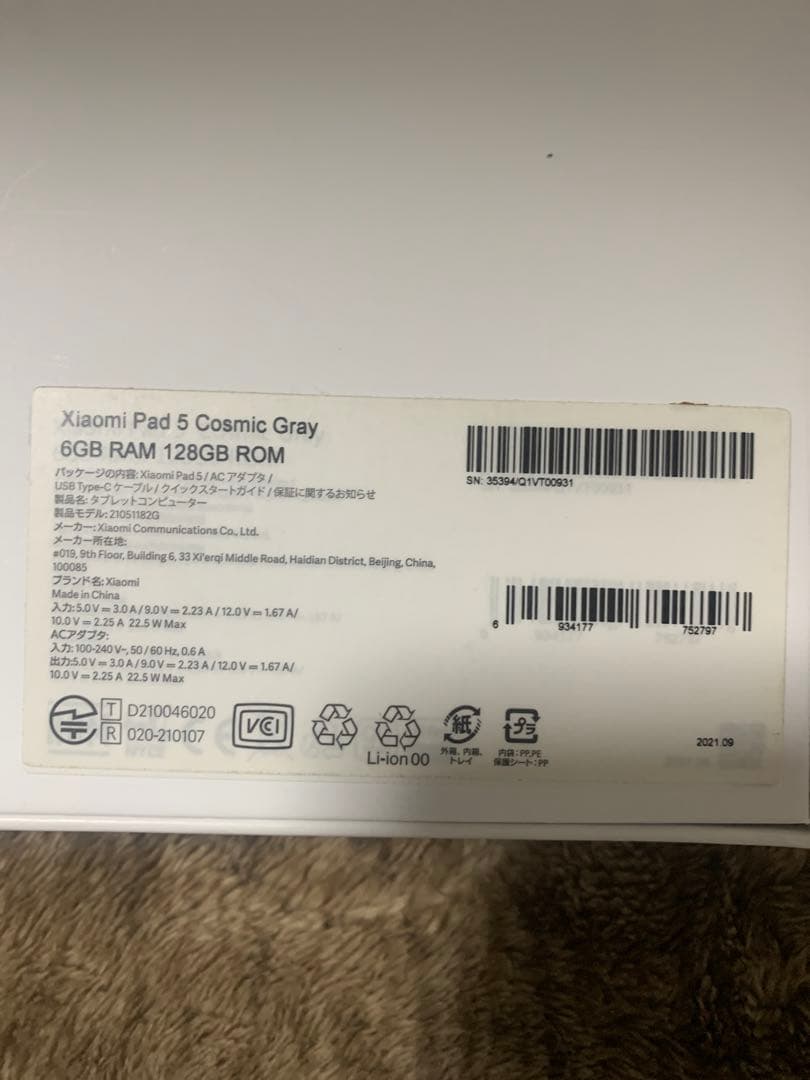 Xiaomi Pad 5 Cosmic Gray
6GB RAM 128GB ROM
パッケージの内容: Xiaomi Pad 5 / AC アダプタ /
USB Type-C ケーブル / クイックスタートガイド / 保証に関するお知らせ
製品名: タブレットコンピューター
製品モデル: 21051182G
メーカー: Xiaomi Communications Co., Ltd.
メーカー所在地:
#019, 9th Floor, Building 6, 33 Xi'erqi Middle Road, Haidian District, Beijing, China,
100085
ブランド名: Xiaomi
Made in China
入力: 5.0 V = 3.0 A / 9.0 V = 2.23 A / 12.0 V = 1.67 A/
10.0 V = 2.25 A 22.5 W Max
ACアダプタ:
入力: 100-240 V~, 50 / 60 Hz, 0.6 A
出力: 5.0 V = 3.0 A / 9.0 V = 2.23 A / 12.0 V = 1.67 A/
10.0 V = 2.25 A 22.5 W Max
SN: 35394/Q1VT00931
6 934177 752797
T D210046020
R 020-210107
VCCI
Li-ion 00
紙
外箱、内箱、
トレイ
プラ
内袋: PP,PE
保護シート: PP
2021.09